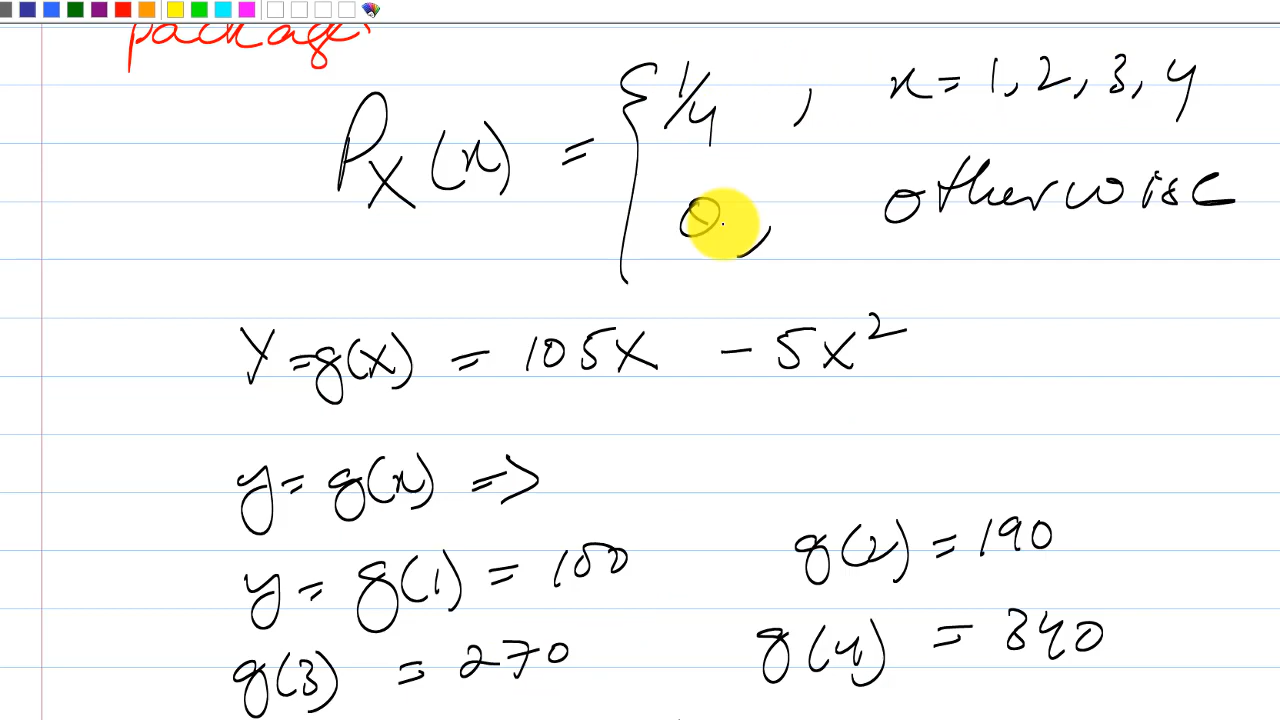 package.
P_X(x) = { 1/4 , x = 1, 2, 3, 4
0, otherwise
Y = g(X) = 105X - 5X²
y = g(x) =>
y = g(1) = 100 g(2) = 190
g(3) = 270 g(4) = 340